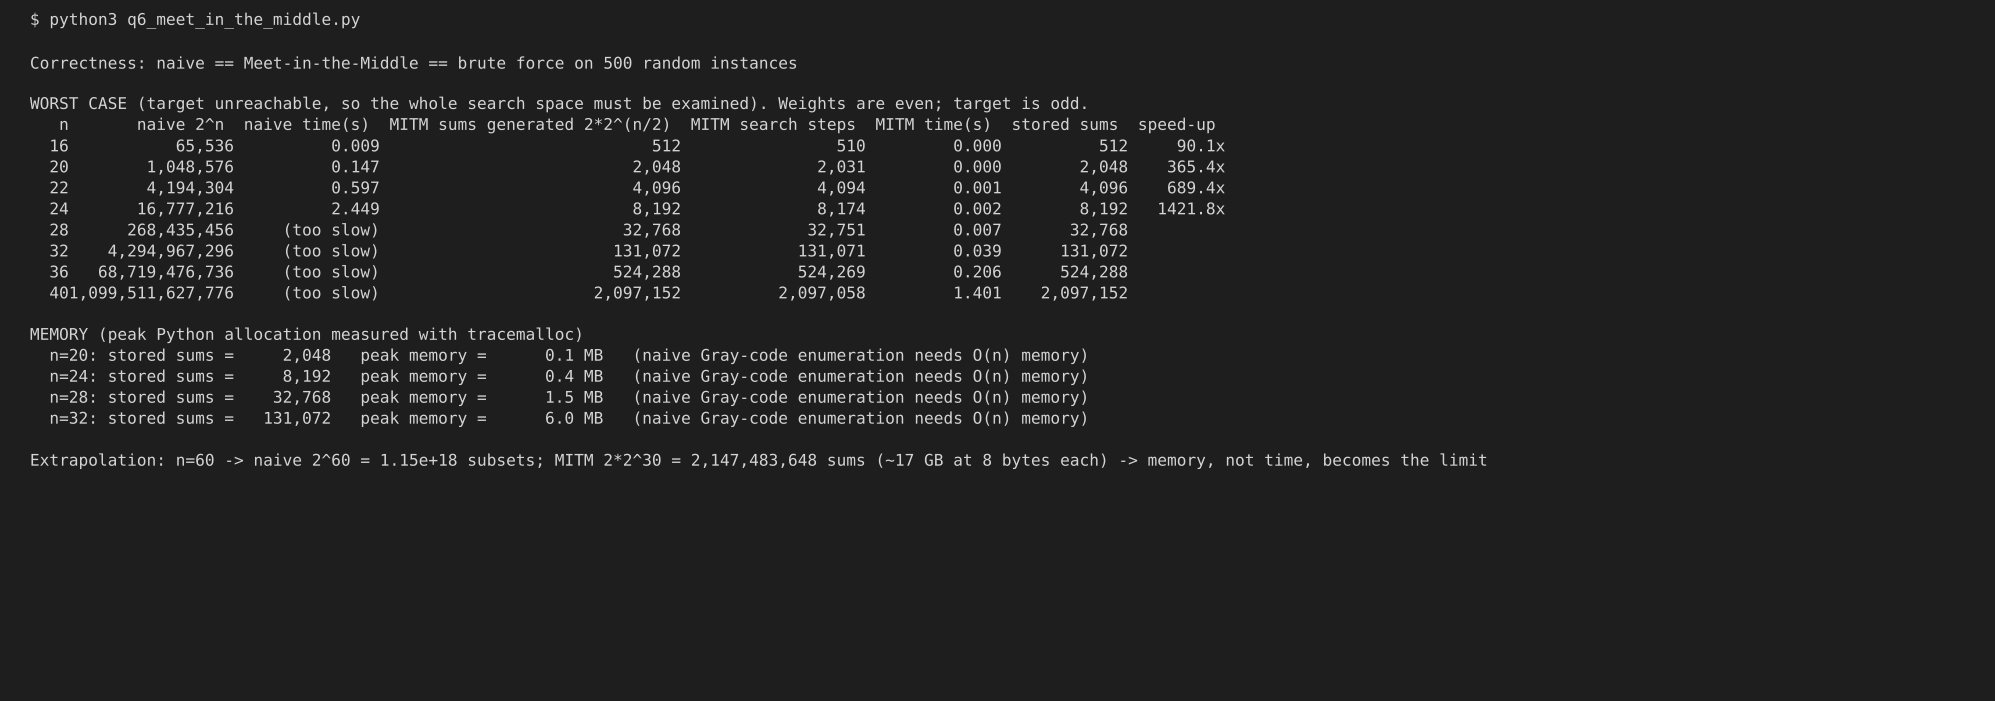 $ python3 q6_meet_in_the_middle.py
Correctness: naive == Meet-in-the-Middle == brute force on 500 random instances
WORST CASE (target unreachable, so the whole search space must be examined). Weights are even; target is odd.
   n       naive 2^n  naive time(s)  MITM sums generated 2*2^(n/2)  MITM search steps  MITM time(s)  stored sums  speed-up
  16           65,536          0.009                            512                510         0.000          512     90.1x
  20        1,048,576          0.147                          2,048              2,031         0.000        2,048    365.4x
  22        4,194,304          0.597                          4,096              4,094         0.001        4,096    689.4x
  24       16,777,216          2.449                          8,192              8,174         0.002        8,192   1421.8x
  28      268,435,456     (too slow)                         32,768             32,751         0.007       32,768
  32    4,294,967,296     (too slow)                        131,072            131,071         0.039      131,072
  36   68,719,476,736     (too slow)                        524,288            524,269         0.206      524,288
  401,099,511,627,776     (too slow)                      2,097,152          2,097,058         1.401    2,097,152
MEMORY (peak Python allocation measured with tracemalloc)
  n=20: stored sums =     2,048   peak memory =      0.1 MB   (naive Gray-code enumeration needs O(n) memory)
  n=24: stored sums =     8,192   peak memory =      0.4 MB   (naive Gray-code enumeration needs O(n) memory)
  n=28: stored sums =    32,768   peak memory =      1.5 MB   (naive Gray-code enumeration needs O(n) memory)
  n=32: stored sums =   131,072   peak memory =      6.0 MB   (naive Gray-code enumeration needs O(n) memory)
Extrapolation: n=60 -> naive 2^60 = 1.15e+18 subsets; MITM 2*2^30 = 2,147,483,648 sums (~17 GB at 8 bytes each) -> memory, not time, becomes the limit